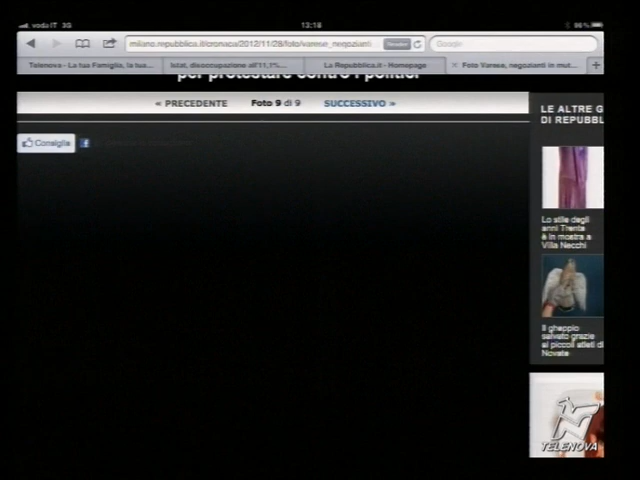 vodaIT 3G
13:18
96%
milano.repubblica.it/cronaca/2012/11/28/foto/varese_negozianti
Reader
Google
Telenova - La tua Famiglia, la tua...
Istat, disoccupazione all'11,1%...
La Repubblica.it - Homepage
Foto Varese, negozianti in mut...
per protestare contro i politici
« PRECEDENTE
Foto 9 di 9
SUCCESSIVO »
Consiglia
LE ALTRE G
DI REPUBBL
Lo stile degli
anni Trenta
è in mostra a
Villa Necchi
Il gheppio
salvato grazie
ai piccoli atleti di
Novate
TELENOVA